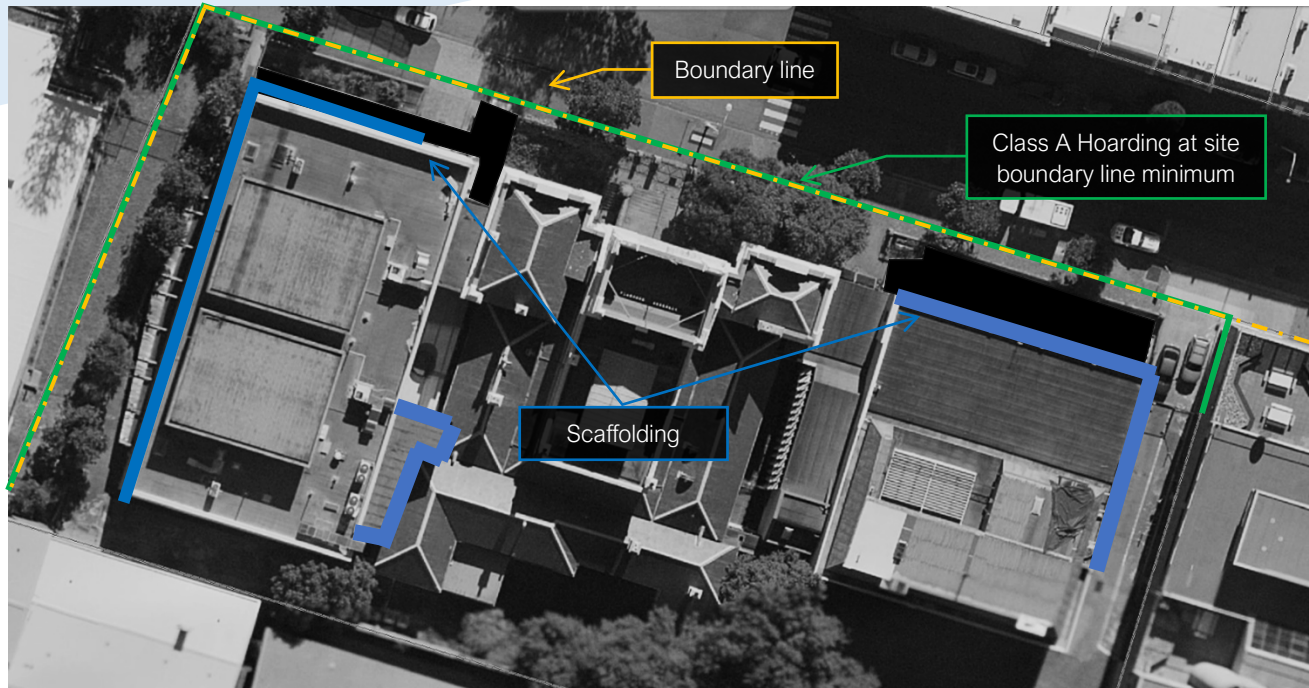 Boundary line
Class A Hoarding at site
boundary line minimum
Scaffolding